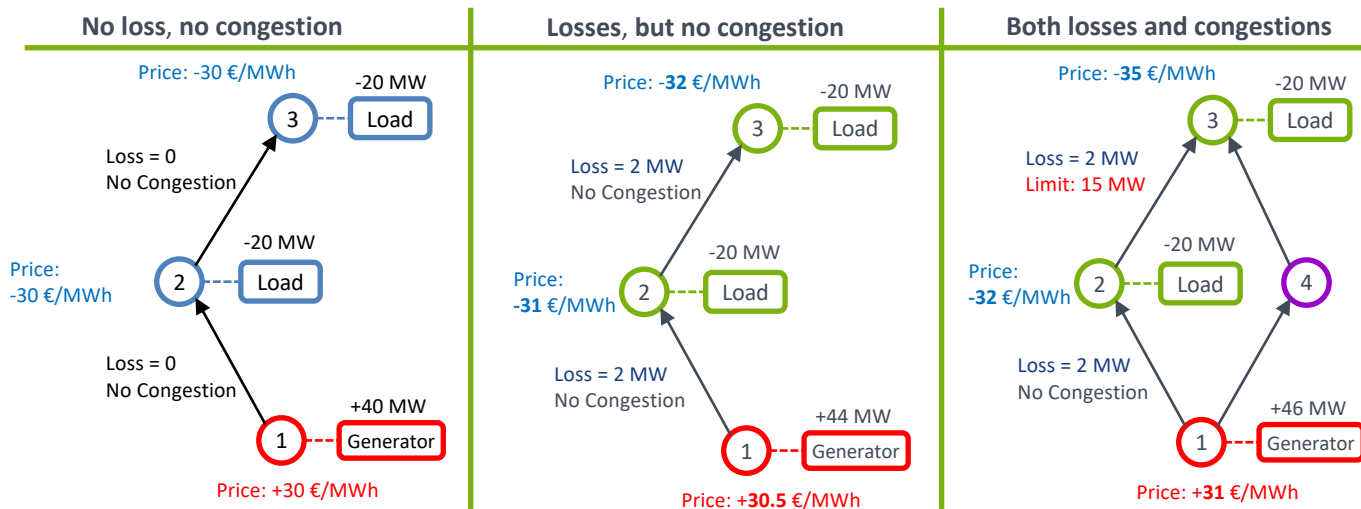 No loss, no congestion
Price: -30 €/MWh
-20 MW
3
Load
Loss = 0
No Congestion
-20 MW
Price:
-30 €/MWh
2
Load
Loss = 0
No Congestion
+40 MW
1
Generator
Price: +30 €/MWh
Losses, but no congestion
Price: -32 €/MWh
-20 MW
3
Load
Loss = 2 MW
No Congestion
-20 MW
Price:
-31 €/MWh
2
Load
Loss = 2 MW
No Congestion
+44 MW
1
Generator
Price: +30.5 €/MWh
Both losses and congestions
Price: -35 €/MWh
-20 MW
3
Load
Loss = 2 MW
Limit: 15 MW
-20 MW
Price:
-32 €/MWh
2
Load
4
Loss = 2 MW
No Congestion
+46 MW
1
Generator
Price: +31 €/MWh